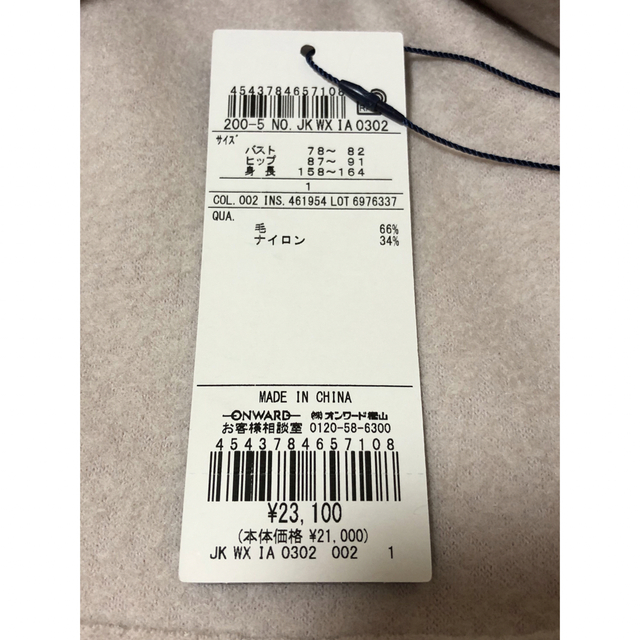 4543784657108
200-5 NO. JK WX IA 0302
サイズ
バスト 78～ 82
ヒップ 87～ 91
身長 158～164
1
COL. 002 INS. 461954 LOT 6976337
QUA.
毛 66%
ナイロン 34%
MADE IN CHINA
ONWARD ㈱オンワード樫山
お客様相談室 0120-58-6300
4543784657108
¥23,100
(本体価格 ¥21,000)
JK WX IA 0302 002 1